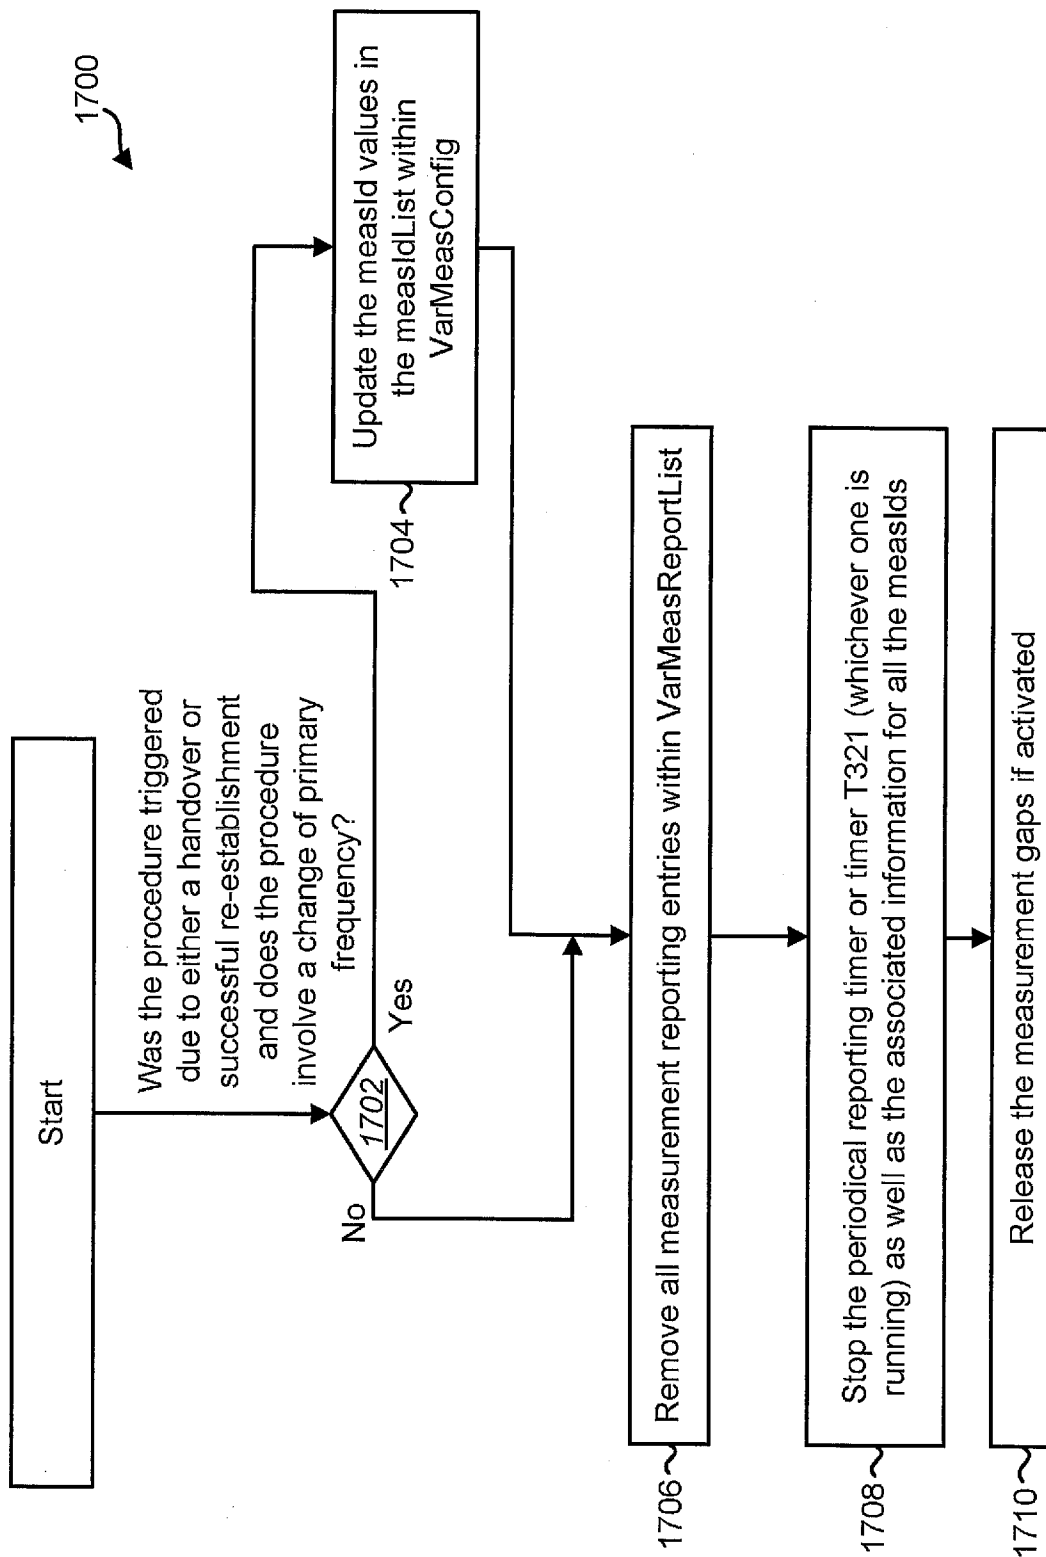 1700
Start
Was the procedure triggered
due to either a handover or
successful re-establishment
and does the procedure
involve a change of primary
frequency?
1702
Yes
No
Update the measId values in
the measIdList within
VarMeasConfig
1704
Remove all measurement reporting entries within VarMeasReportList
1706
Stop the periodical reporting timer or timer T321 (whichever one is
running) as well as the associated information for all the measIds
1708
Release the measurement gaps if activated
1710